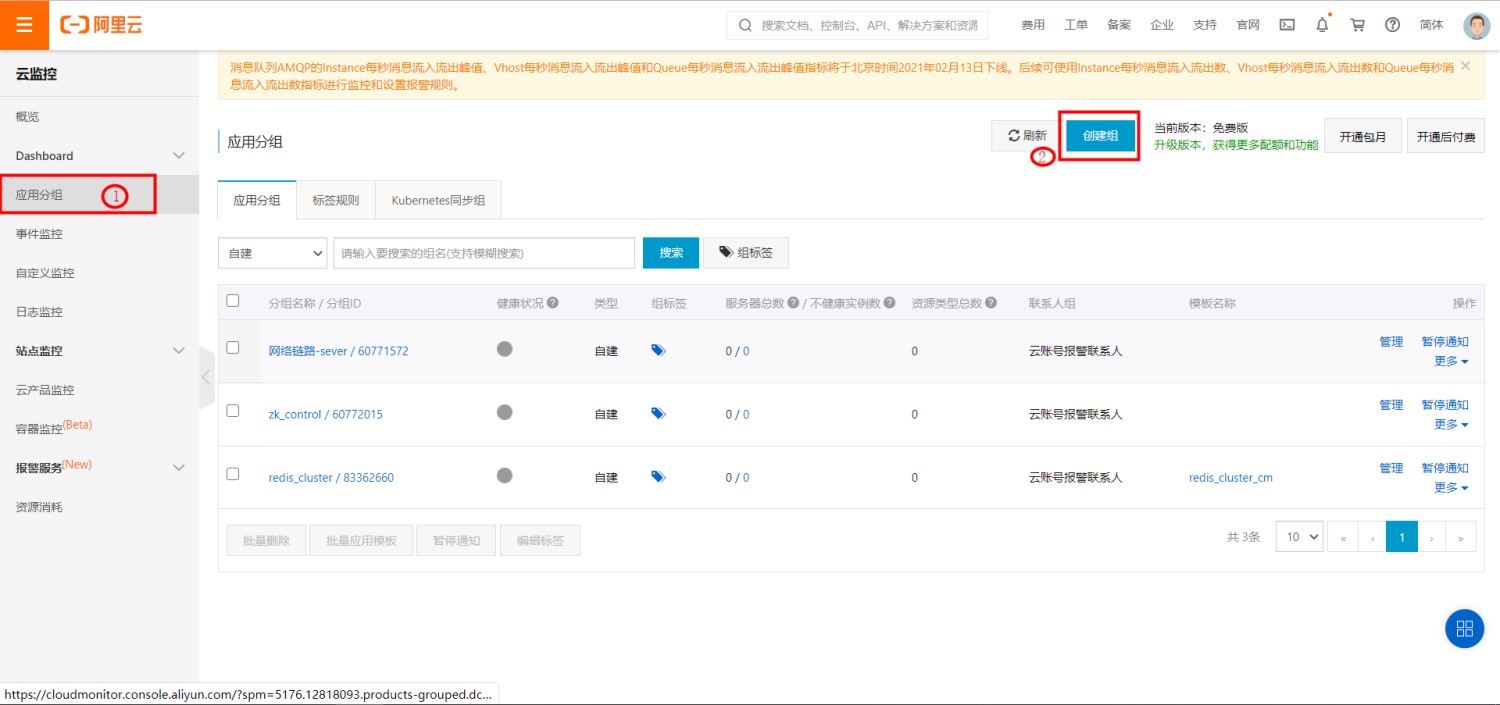 阿里云
搜索文档、控制台、API、解决方案和资源
费用 工单 备案 企业 支持 官网 简体
云监控
概览
Dashboard
应用分组 1
事件监控
自定义监控
日志监控
站点监控
云产品监控
容器监控(Beta)
报警服务(New)
资源消耗
消息队列AMQP的Instance每秒消息流入流出峰值、Vhost每秒消息流入流出峰值和Queue每秒消息流入流出峰值指标将于北京时间2021年02月13日下线。后续可使用Instance每秒消息流入流出数、Vhost每秒消息流入流出数和Queue每秒消
息流入流出数指标进行监控和设置报警规则。
应用分组
刷新 2 创建组
当前版本：免费版
升级版本，获得更多配额和功能
开通包月 开通后付费
应用分组 标签规则 Kubernetes同步组
自建 请输入要搜索的组名(支持模糊搜索) 搜索 组标签
分组名称 / 分组ID 健康状况 类型 组标签 服务器总数 / 不健康实例数 资源类型总数 联系人组 模板名称 操作
网络链路-sever / 60771572 自建 0 / 0 0 云账号报警联系人 管理 暂停通知
更多
zk_control / 60772015 自建 0 / 0 0 云账号报警联系人 管理 暂停通知
更多
redis_cluster / 83362660 自建 0 / 0 0 云账号报警联系人 redis_cluster_cm 管理 暂停通知
更多
批量删除 批量应用模板 暂停通知 编辑标签 共 3条 10 « ‹ 1 › »
https://cloudmonitor.console.aliyun.com/?spm=5176.12818093.products-grouped.dc...